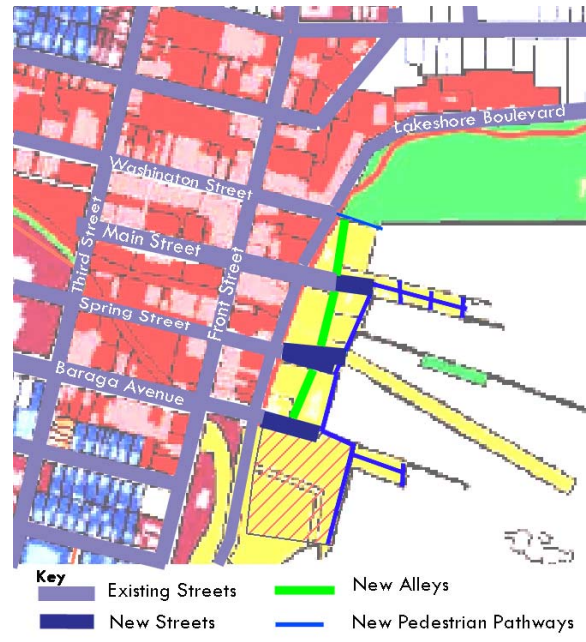 Lakeshore Boulevard
Washington Street
Main Street
Third Street
Front Street
Spring Street
Baraga Avenue
Key
Existing Streets
New Alleys
New Streets
New Pedestrian Pathways